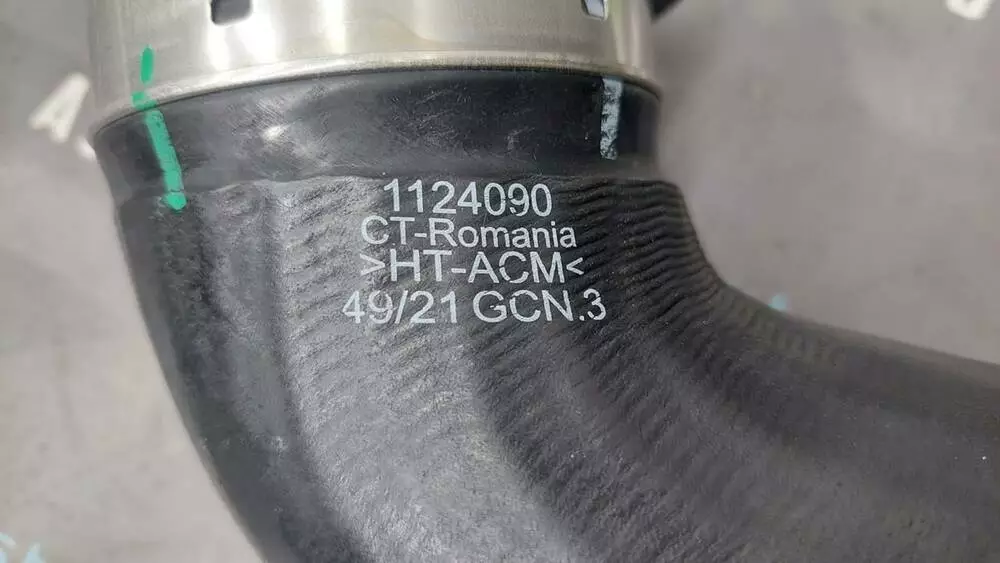 1124090
CT-Romania
>HT-ACM<
49/21 GCN.3